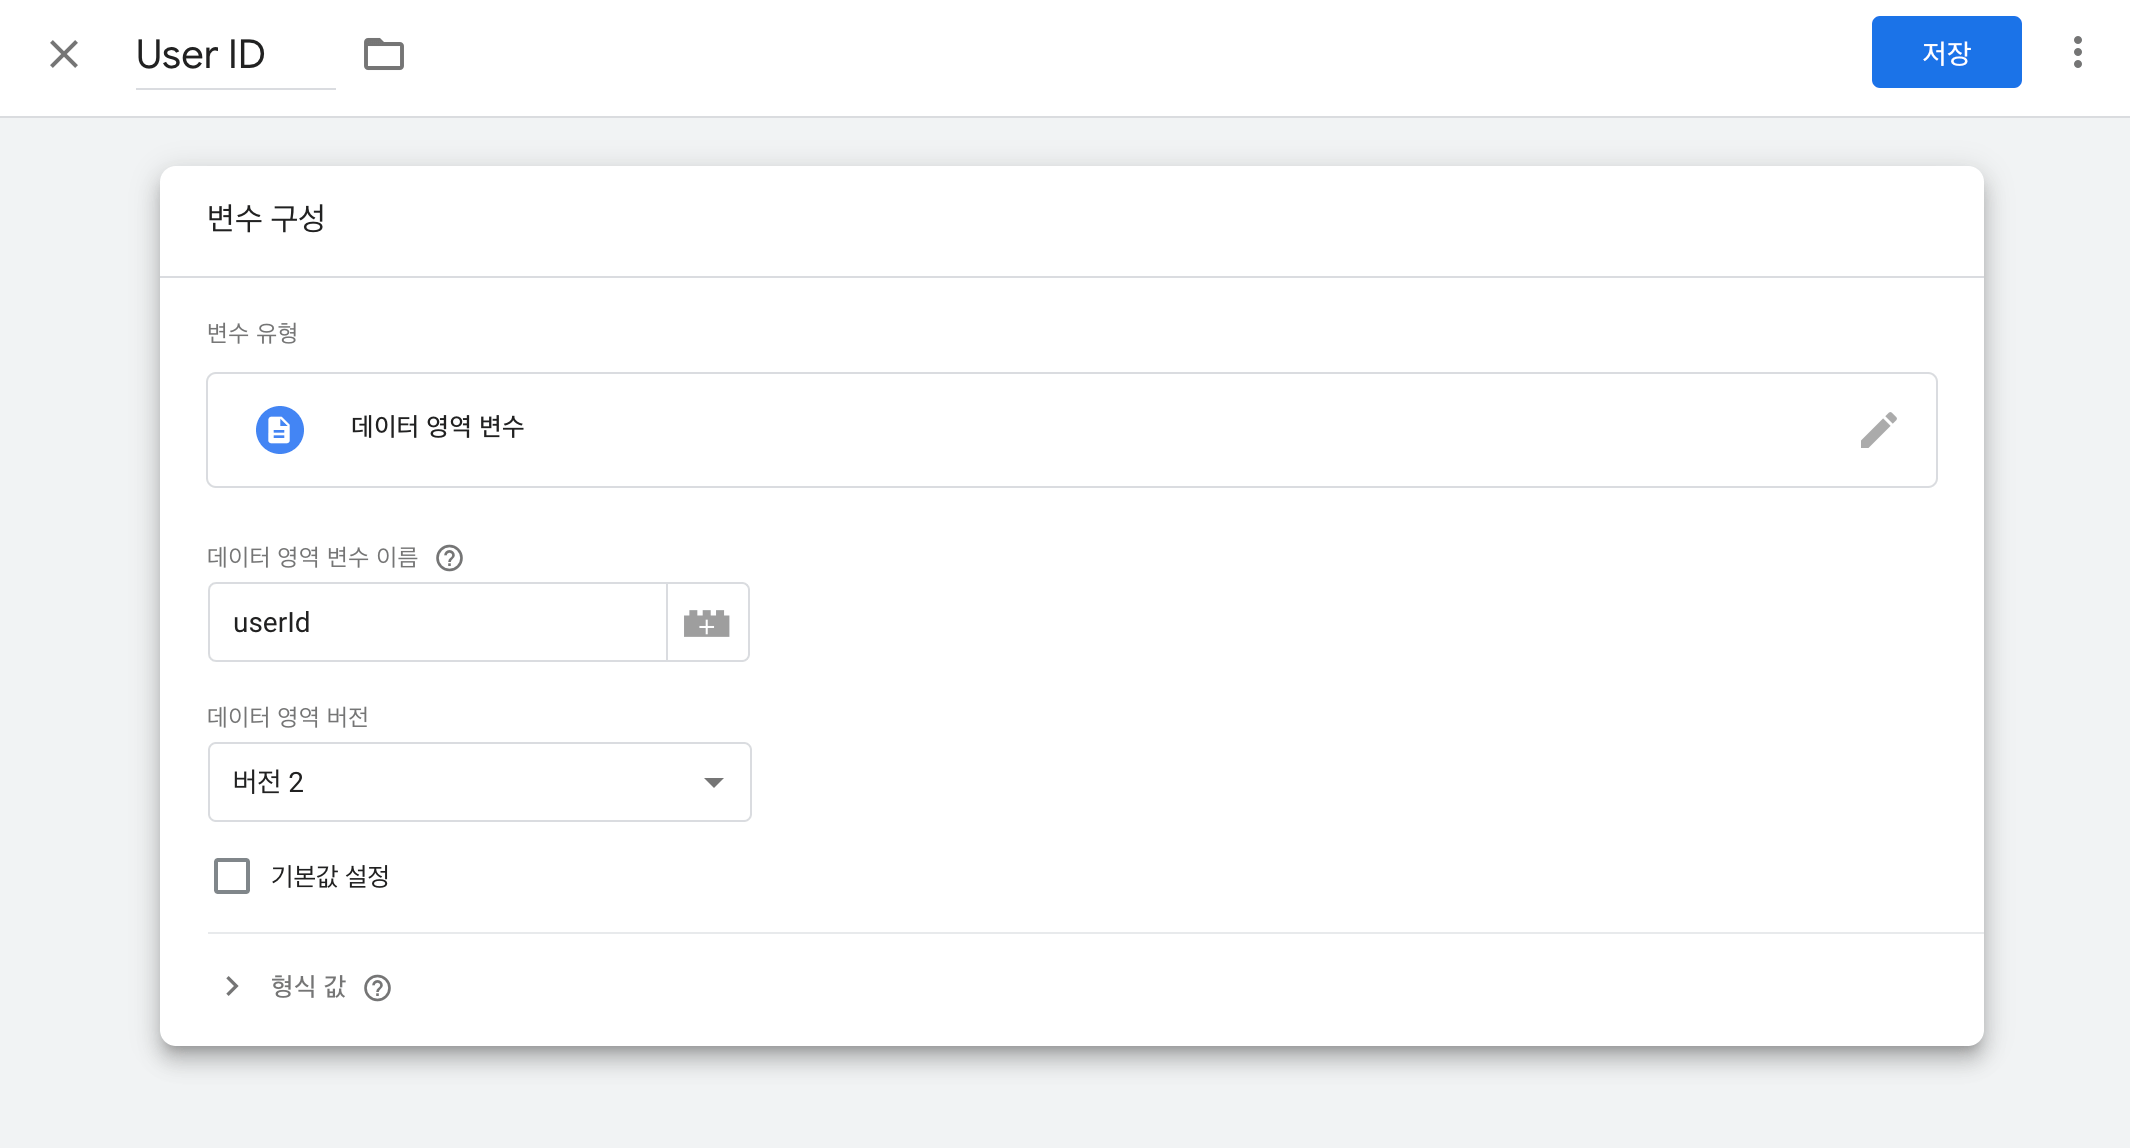 User ID
저장
변수 구성
변수 유형
데이터 영역 변수
데이터 영역 변수 이름
userId
데이터 영역 버전
버전 2
기본값 설정
형식 값